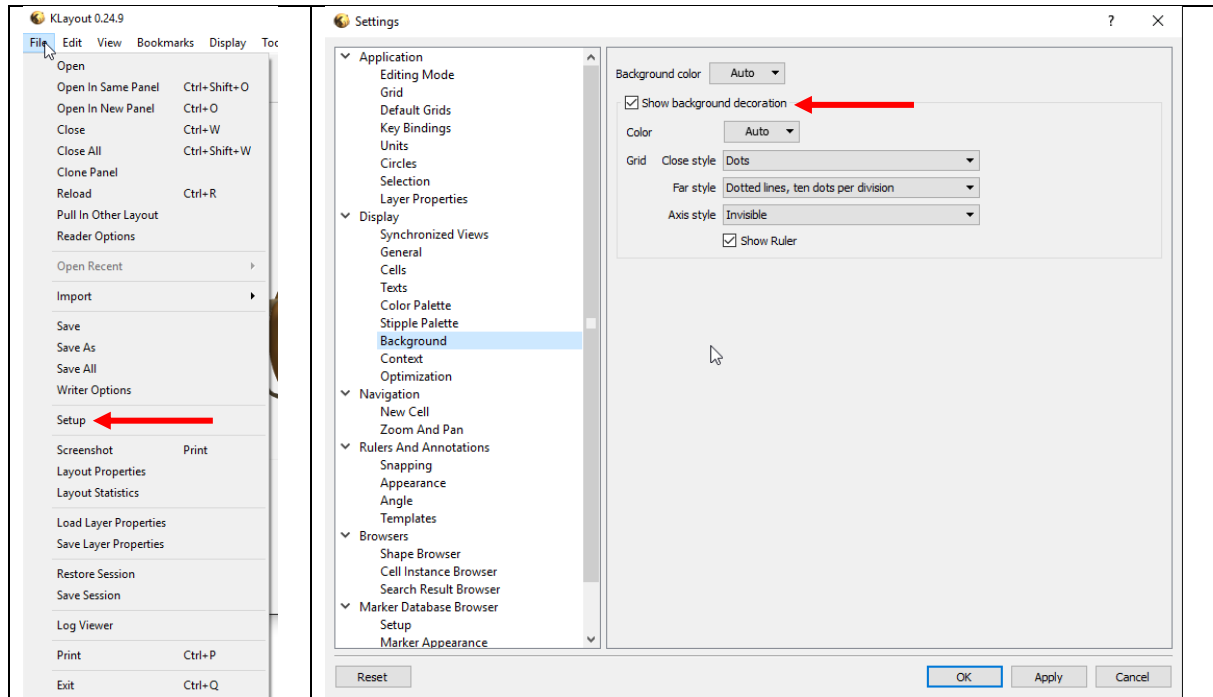 KLayout 0.24.9
File Edit View Bookmarks Display
Open
Open In Same Panel Ctrl+Shift+O
Open In New Panel Ctrl+O
Close Ctrl+W
Close All Ctrl+Shift+W
Clone Panel
Reload Ctrl+R
Pull In Other Layout
Reader Options
Open Recent
Import
Save
Save As
Save All
Writer Options
Setup
Screenshot Print
Layout Properties
Layout Statistics
Load Layer Properties
Save Layer Properties
Restore Session
Save Session
Log Viewer
Print Ctrl+P
Exit Ctrl+Q
Settings ?
Application
Editing Mode
Grid
Default Grids
Key Bindings
Units
Circles
Selection
Layer Properties
Display
Synchronized Views
General
Cells
Texts
Color Palette
Stipple Palette
Background
Context
Optimization
Navigation
New Cell
Zoom And Pan
Rulers And Annotations
Snapping
Appearance
Angle
Templates
Browsers
Shape Browser
Cell Instance Browser
Search Result Browser
Marker Database Browser
Setup
Marker Appearance
Background color Auto
Show background decoration
Color Auto
Grid Close style Dots
Far style Dotted lines, ten dots per division
Axis style Invisible
Show Ruler
Reset OK Apply Cancel